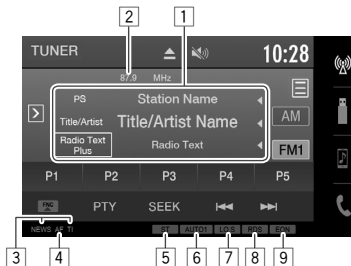 2 1
TUNER 10:28
87.9 MHz
PS Station Name
Title/Artist Title/Artist Name AM
Radio Text Plus Radio Text FM1
P1 P2 P3 P4 P5
PTY SEEK
NEWS AF TI ST AUTO1 LO-S RDS EON
3 4 5 6 7 8 9